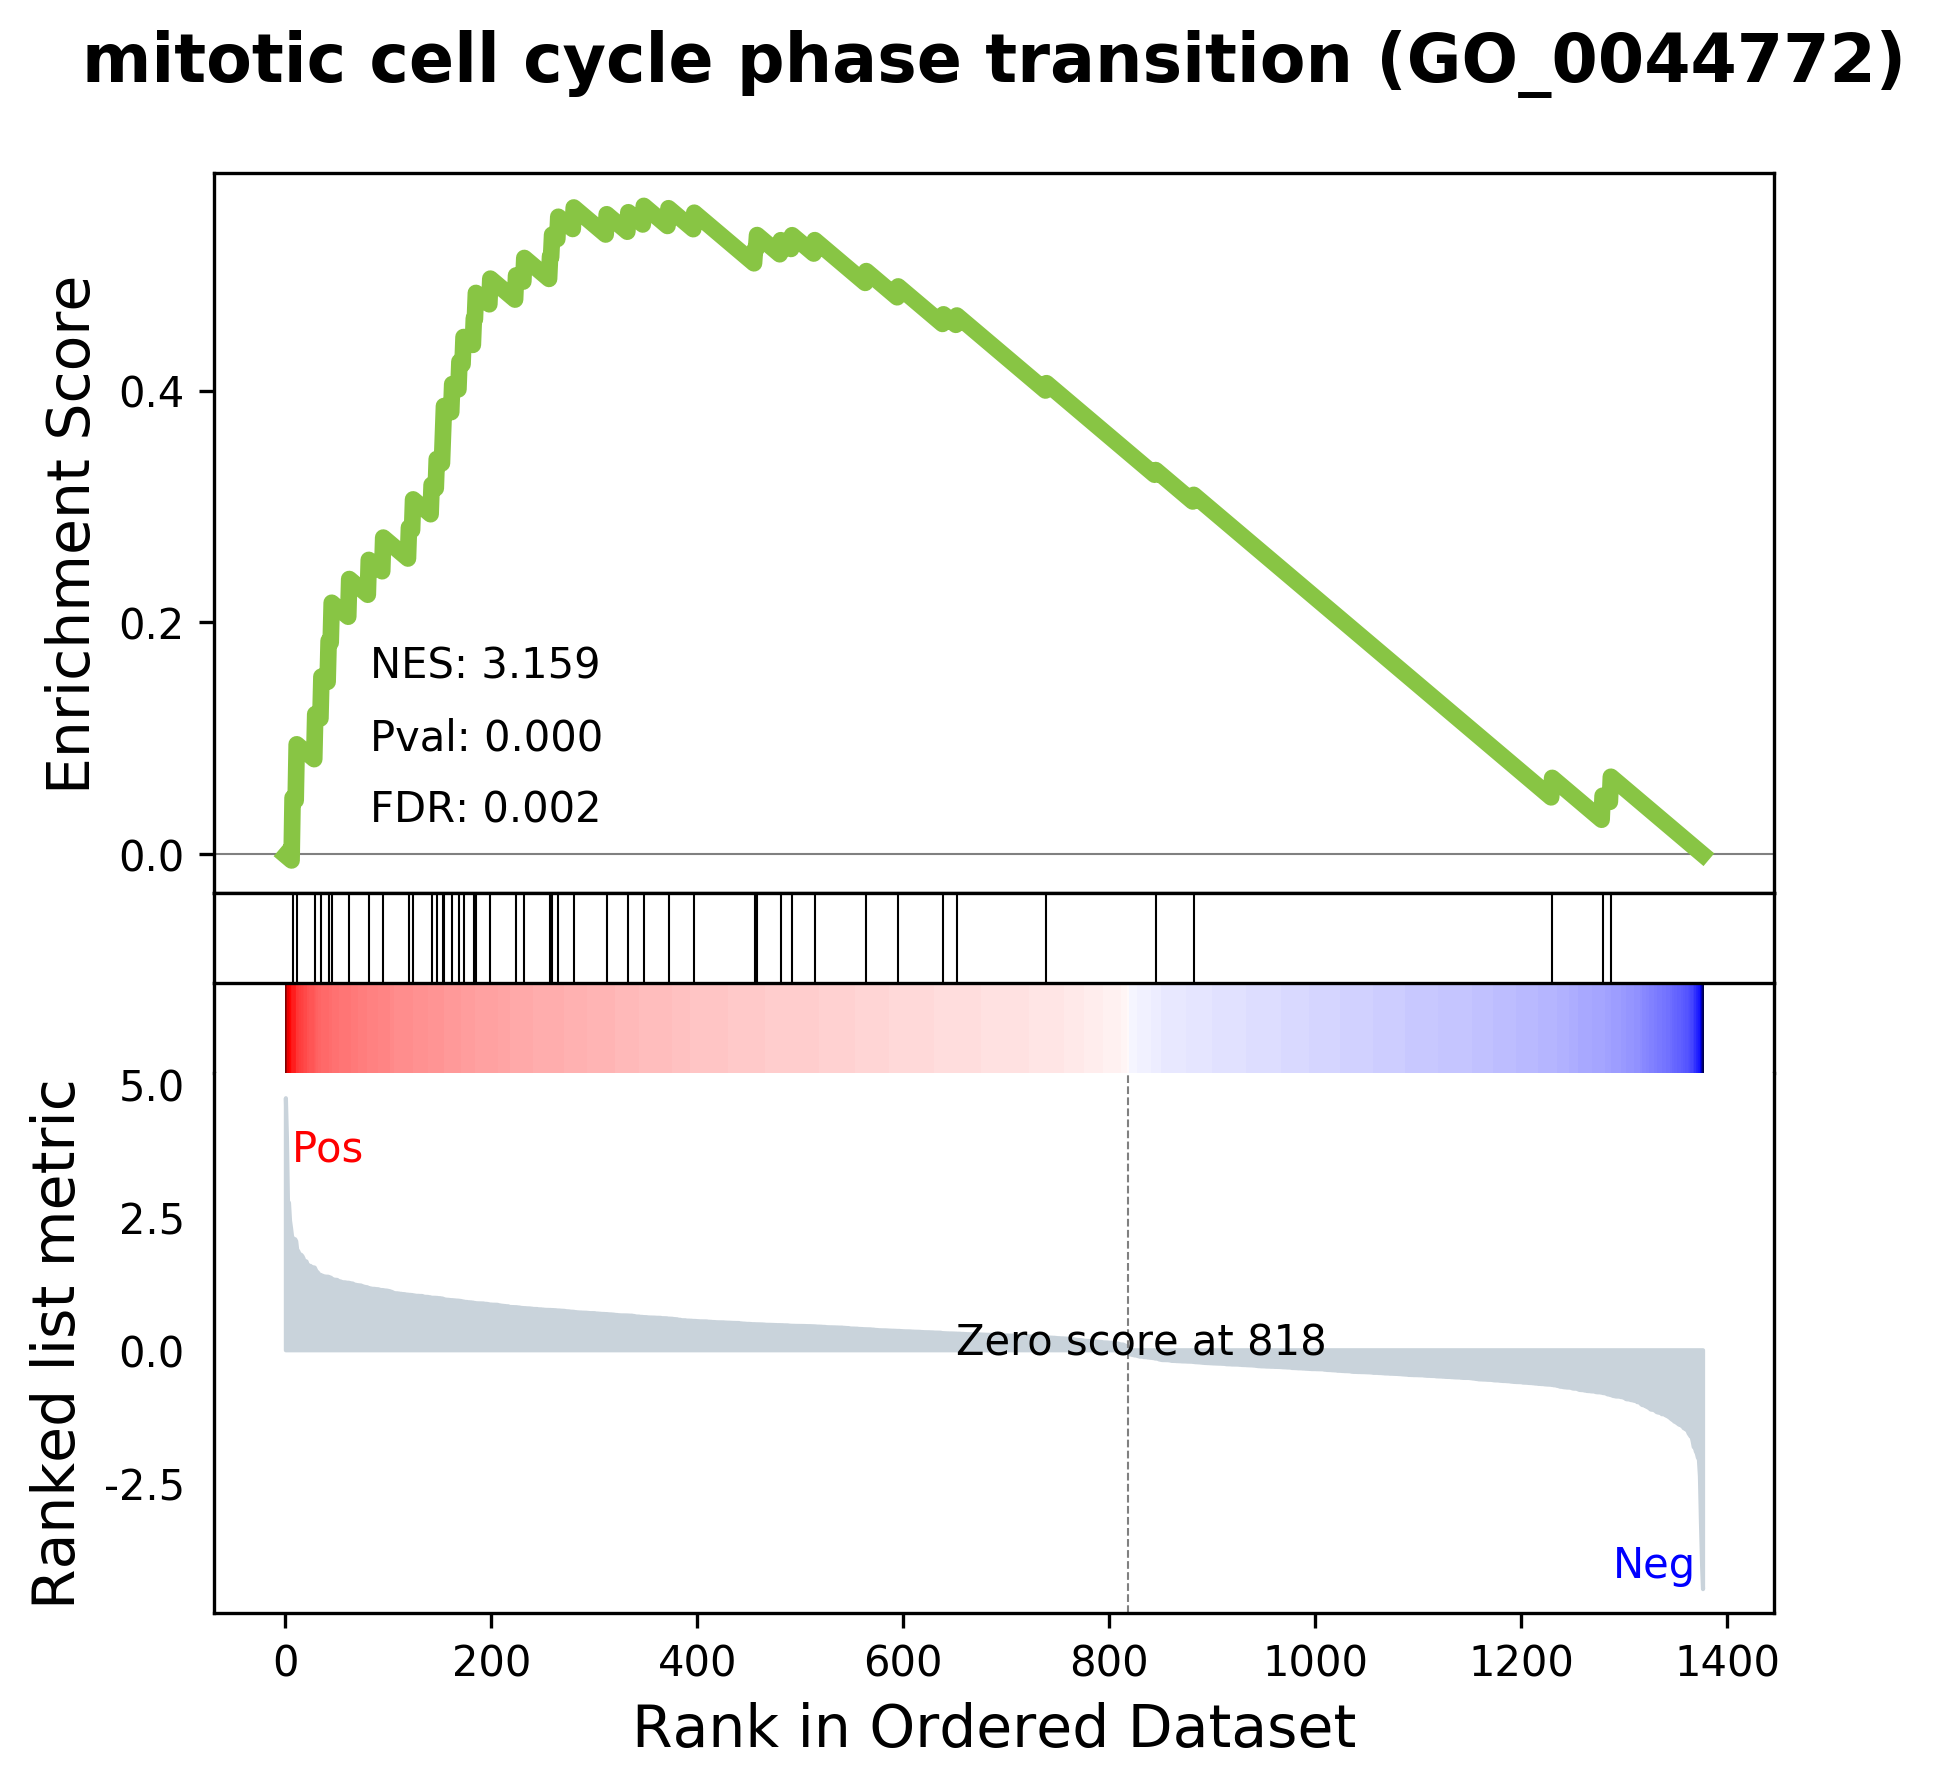 mitotic cell cycle phase transition (GO_0044772)
Enrichment Score
0.4
0.2
0.0
NES: 3.159
Pval: 0.000
FDR: 0.002
Ranked list metric
5.0
2.5
0.0
-2.5
Pos
Zero score at 818
Neg
0 200 400 600 800 1000 1200 1400
Rank in Ordered Dataset